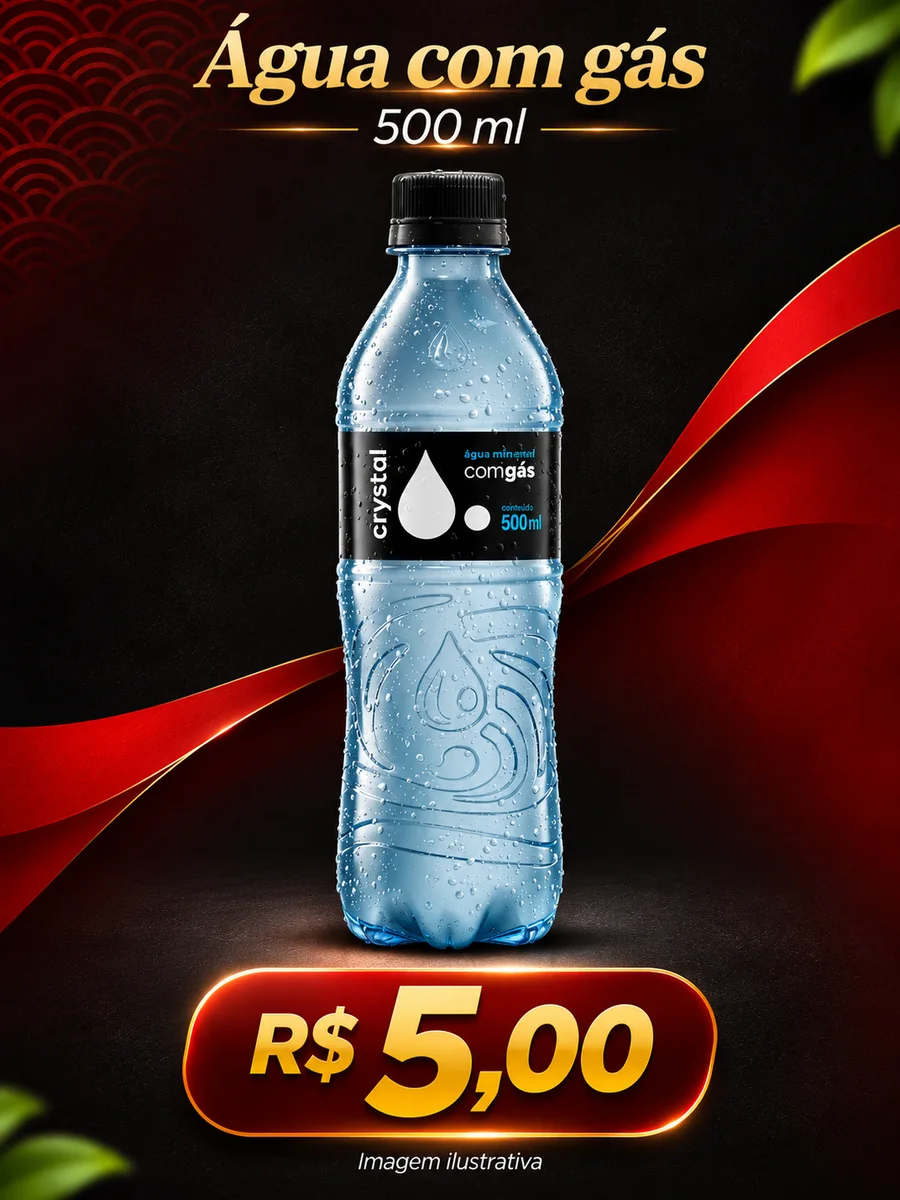 Água com gás
500 ml
crystal
água mineral
comgás
conteúdo
500ml
R$ 5,00
Imagem ilustrativa